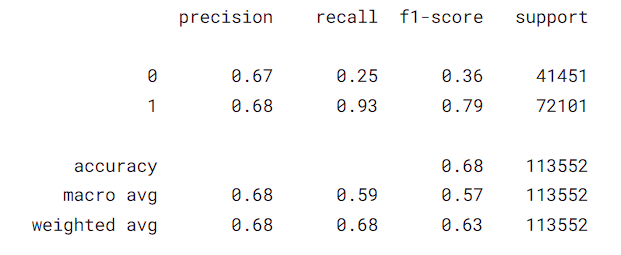 precision recall f1-score support
0 0.67 0.25 0.36 41451
1 0.68 0.93 0.79 72101
accuracy 0.68 113552
macro avg 0.68 0.59 0.57 113552
weighted avg 0.68 0.68 0.63 113552